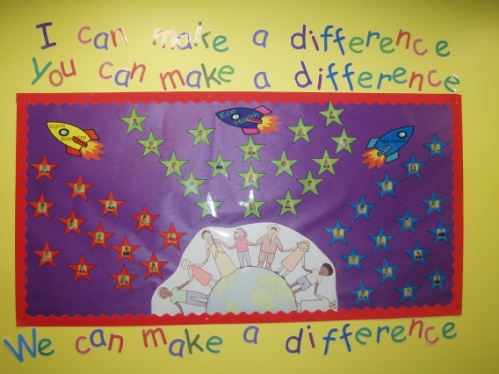 I can make a difference
You can make a difference
We can make a difference